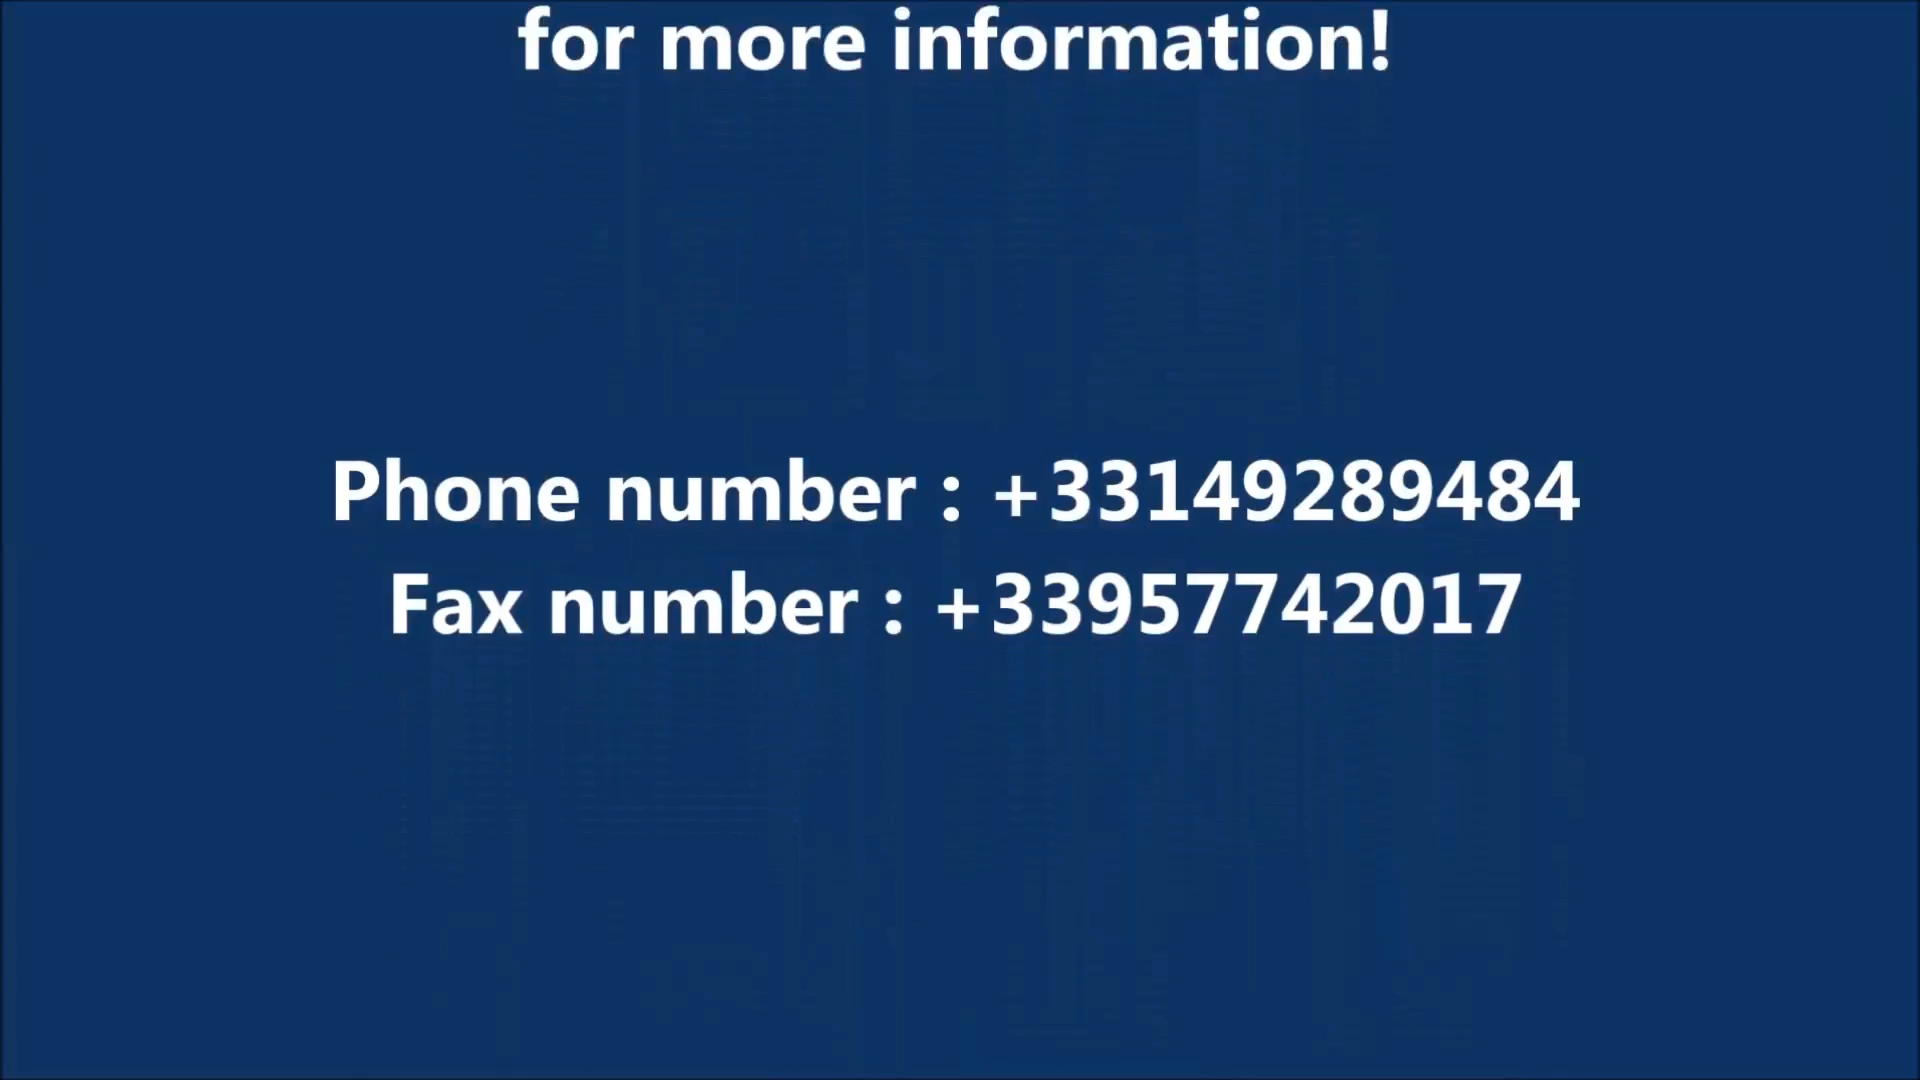 for more information!
Phone number : +33149289484
Fax number : +33957742017